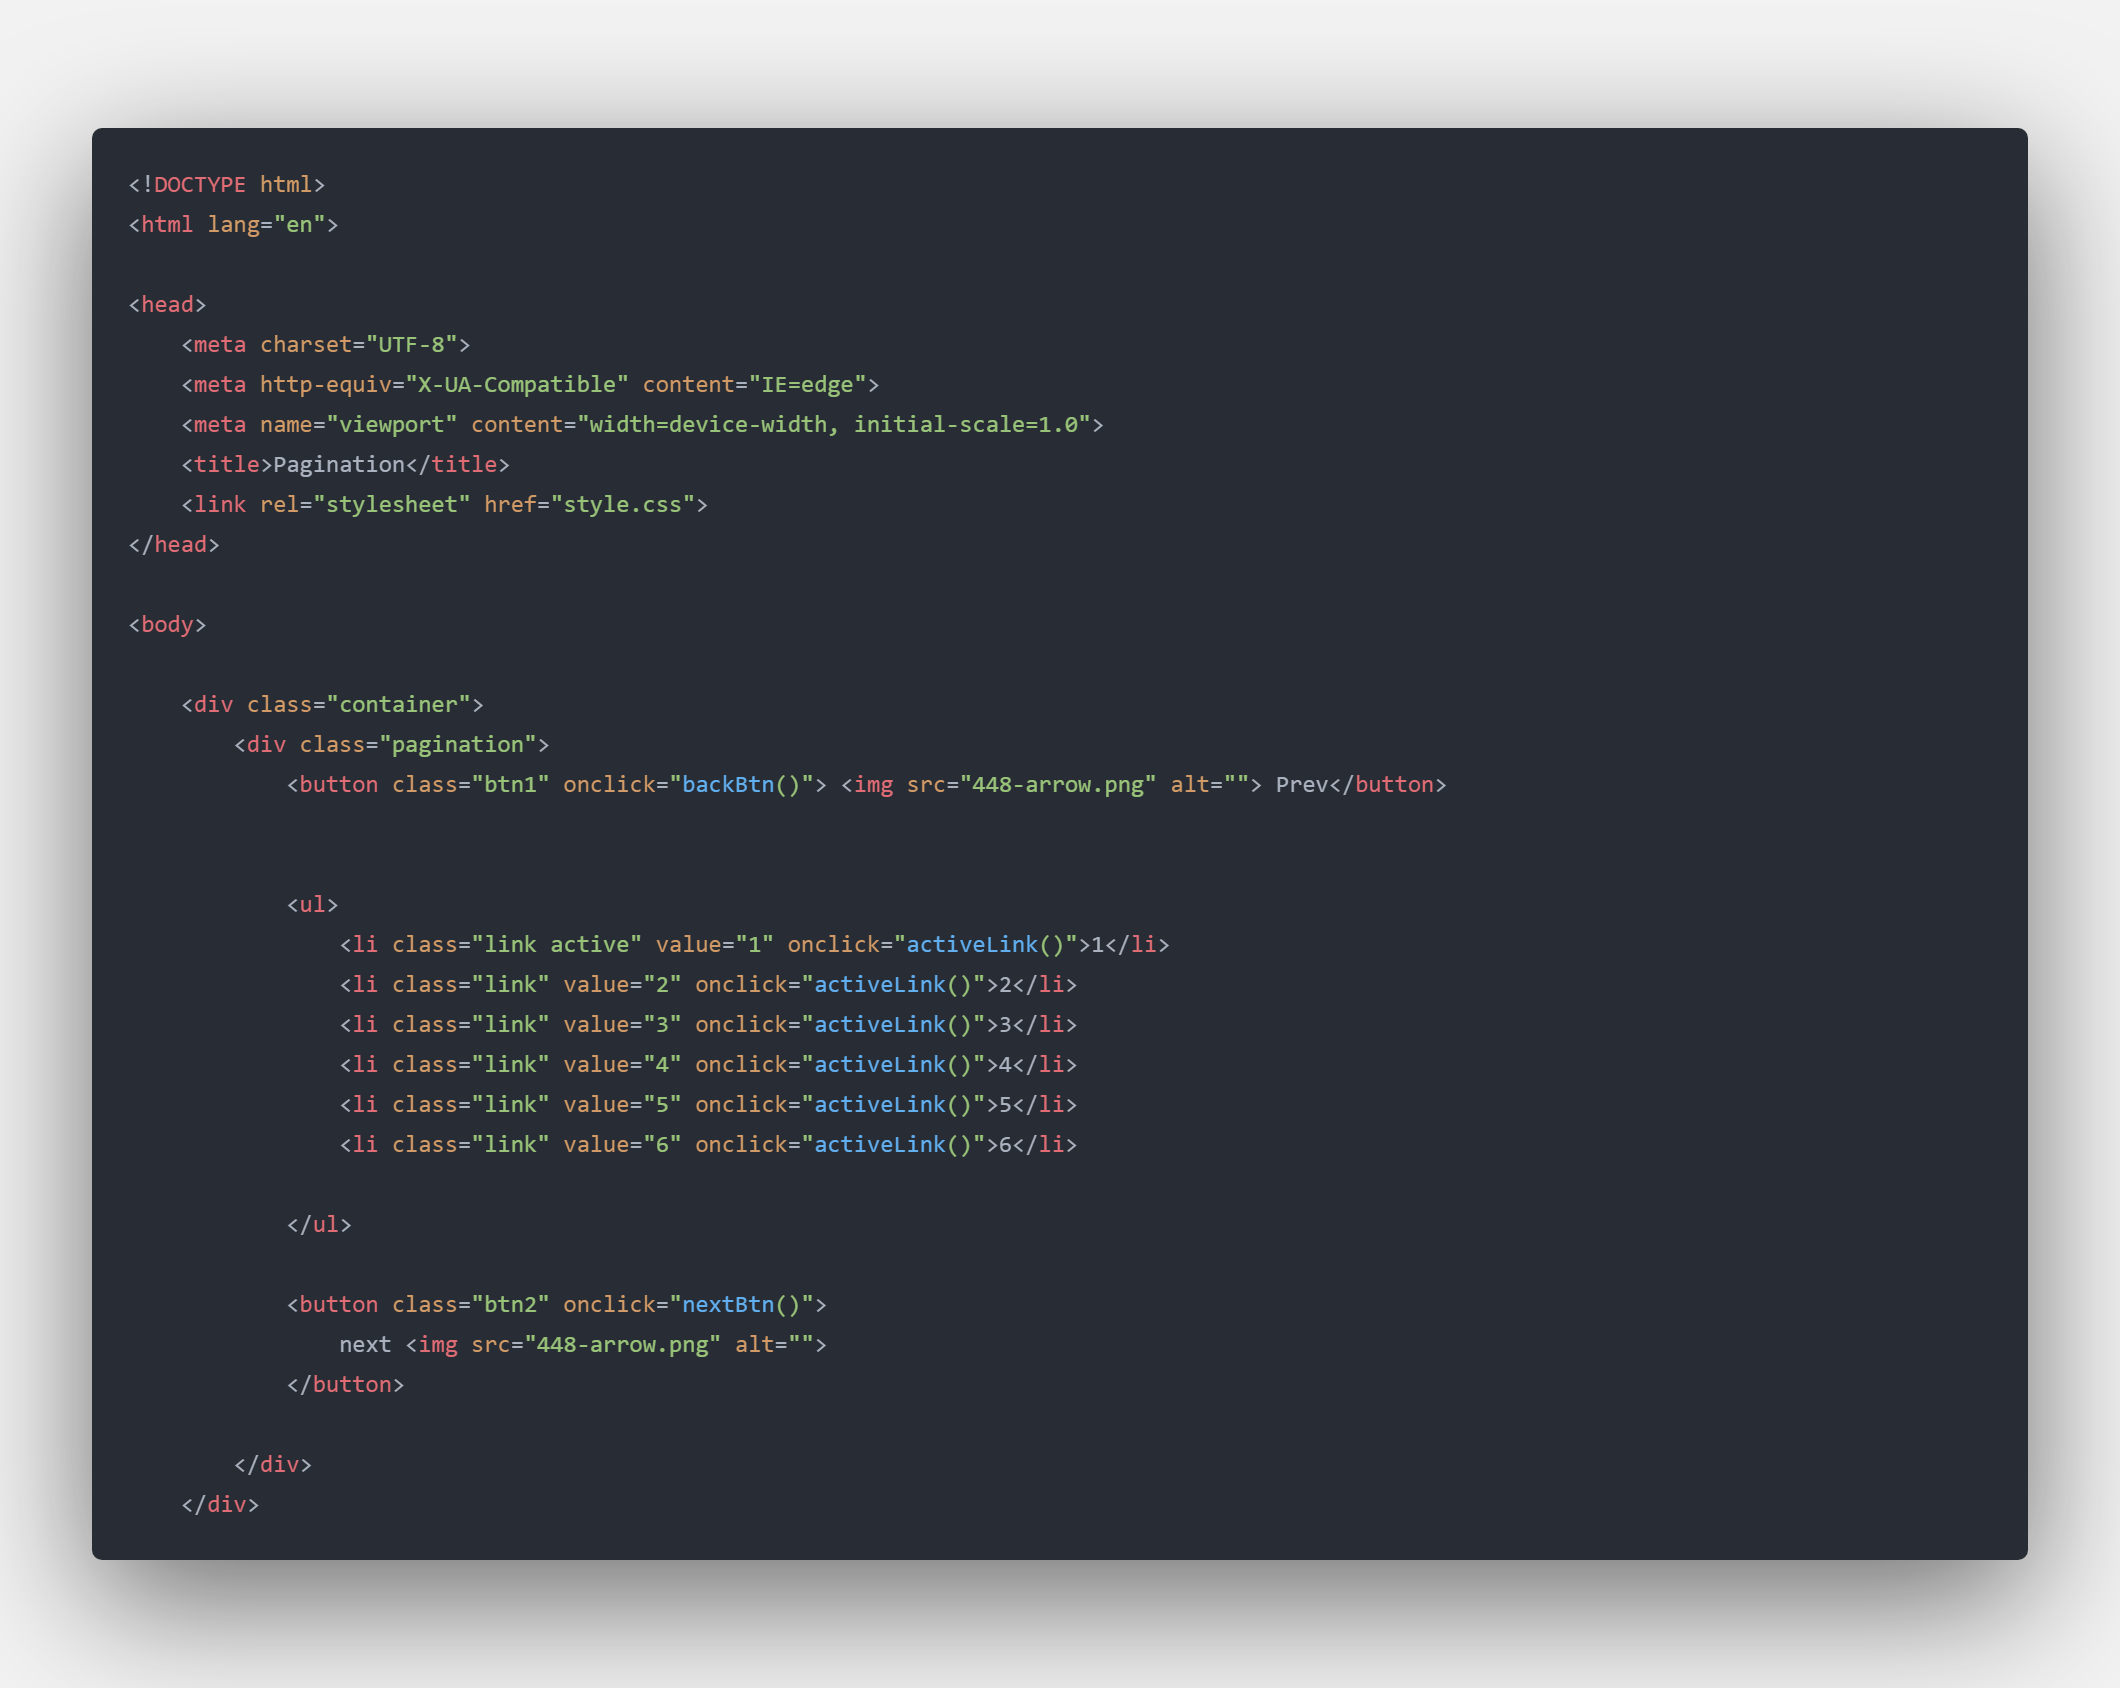 <!DOCTYPE html>
<html lang="en">
<head>
    <meta charset="UTF-8">
    <meta http-equiv="X-UA-Compatible" content="IE=edge">
    <meta name="viewport" content="width=device-width, initial-scale=1.0">
    <title>Pagination</title>
    <link rel="stylesheet" href="style.css">
</head>
<body>
    <div class="container">
        <div class="pagination">
            <button class="btn1" onclick="backBtn()"> <img src="448-arrow.png" alt=""> Prev</button>
            <ul>
                <li class="link active" value="1" onclick="activeLink()">1</li>
                <li class="link" value="2" onclick="activeLink()">2</li>
                <li class="link" value="3" onclick="activeLink()">3</li>
                <li class="link" value="4" onclick="activeLink()">4</li>
                <li class="link" value="5" onclick="activeLink()">5</li>
                <li class="link" value="6" onclick="activeLink()">6</li>
            </ul>
            <button class="btn2" onclick="nextBtn()">
                next <img src="448-arrow.png" alt="">
            </button>
        </div>
    </div>